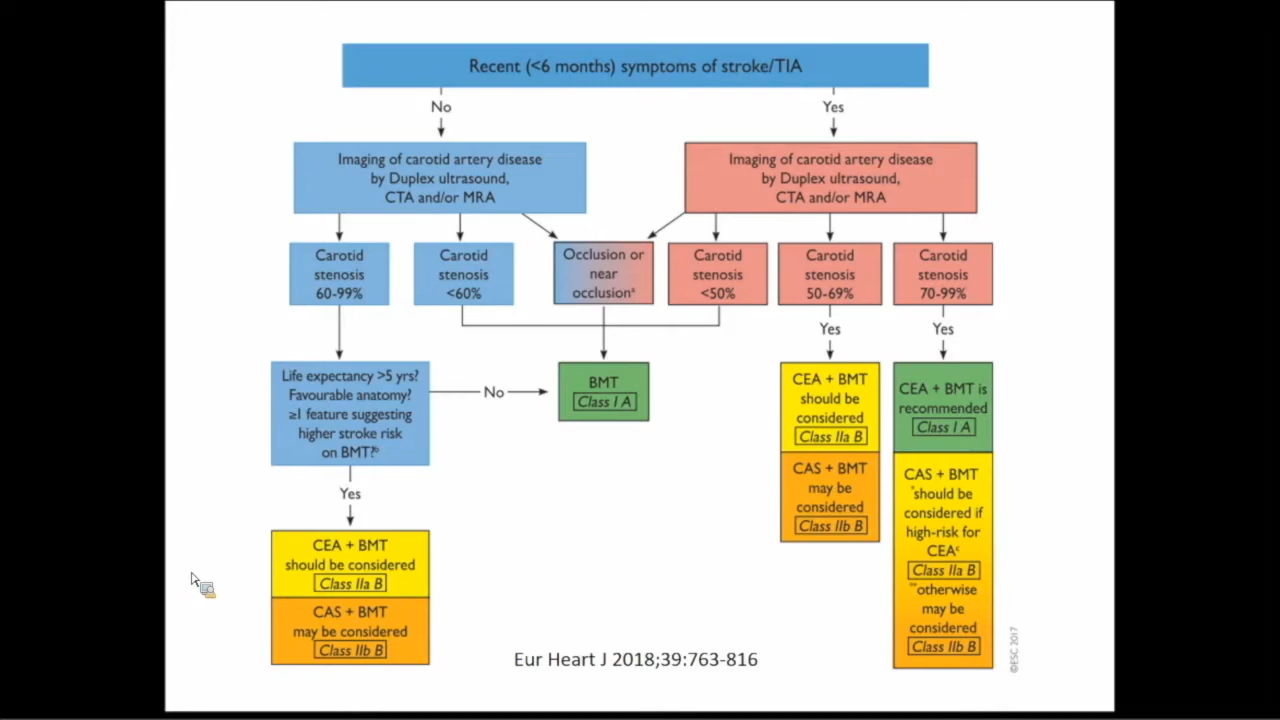 Recent (<6 months) symptoms of stroke/TIA
No
Yes
Imaging of carotid artery disease
by Duplex ultrasound,
CTA and/or MRA
Imaging of carotid artery disease
by Duplex ultrasound,
CTA and/or MRA
Carotid
stenosis
60-99%
Carotid
stenosis
<60%
Occlusion or
near
occlusionᵃ
Carotid
stenosis
<50%
Carotid
stenosis
50-69%
Carotid
stenosis
70-99%
Yes
Yes
Life expectancy >5 yrs?
Favourable anatomy?
≥1 feature suggesting
higher stroke risk
on BMT?ᵇ
No
BMT
Class I A
CEA + BMT
should be
considered
Class IIa B
CAS + BMT
may be
considered
Class IIb B
CEA + BMT is
recommended
Class I A
CAS + BMT
*should be
considered if
high-risk for
CEAᶜ
Class IIa B
**otherwise
may be
considered
Class IIb B
Yes
CEA + BMT
should be considered
Class IIa B
CAS + BMT
may be considered
Class IIb B
Eur Heart J 2018;39:763-816
©ESC 2017